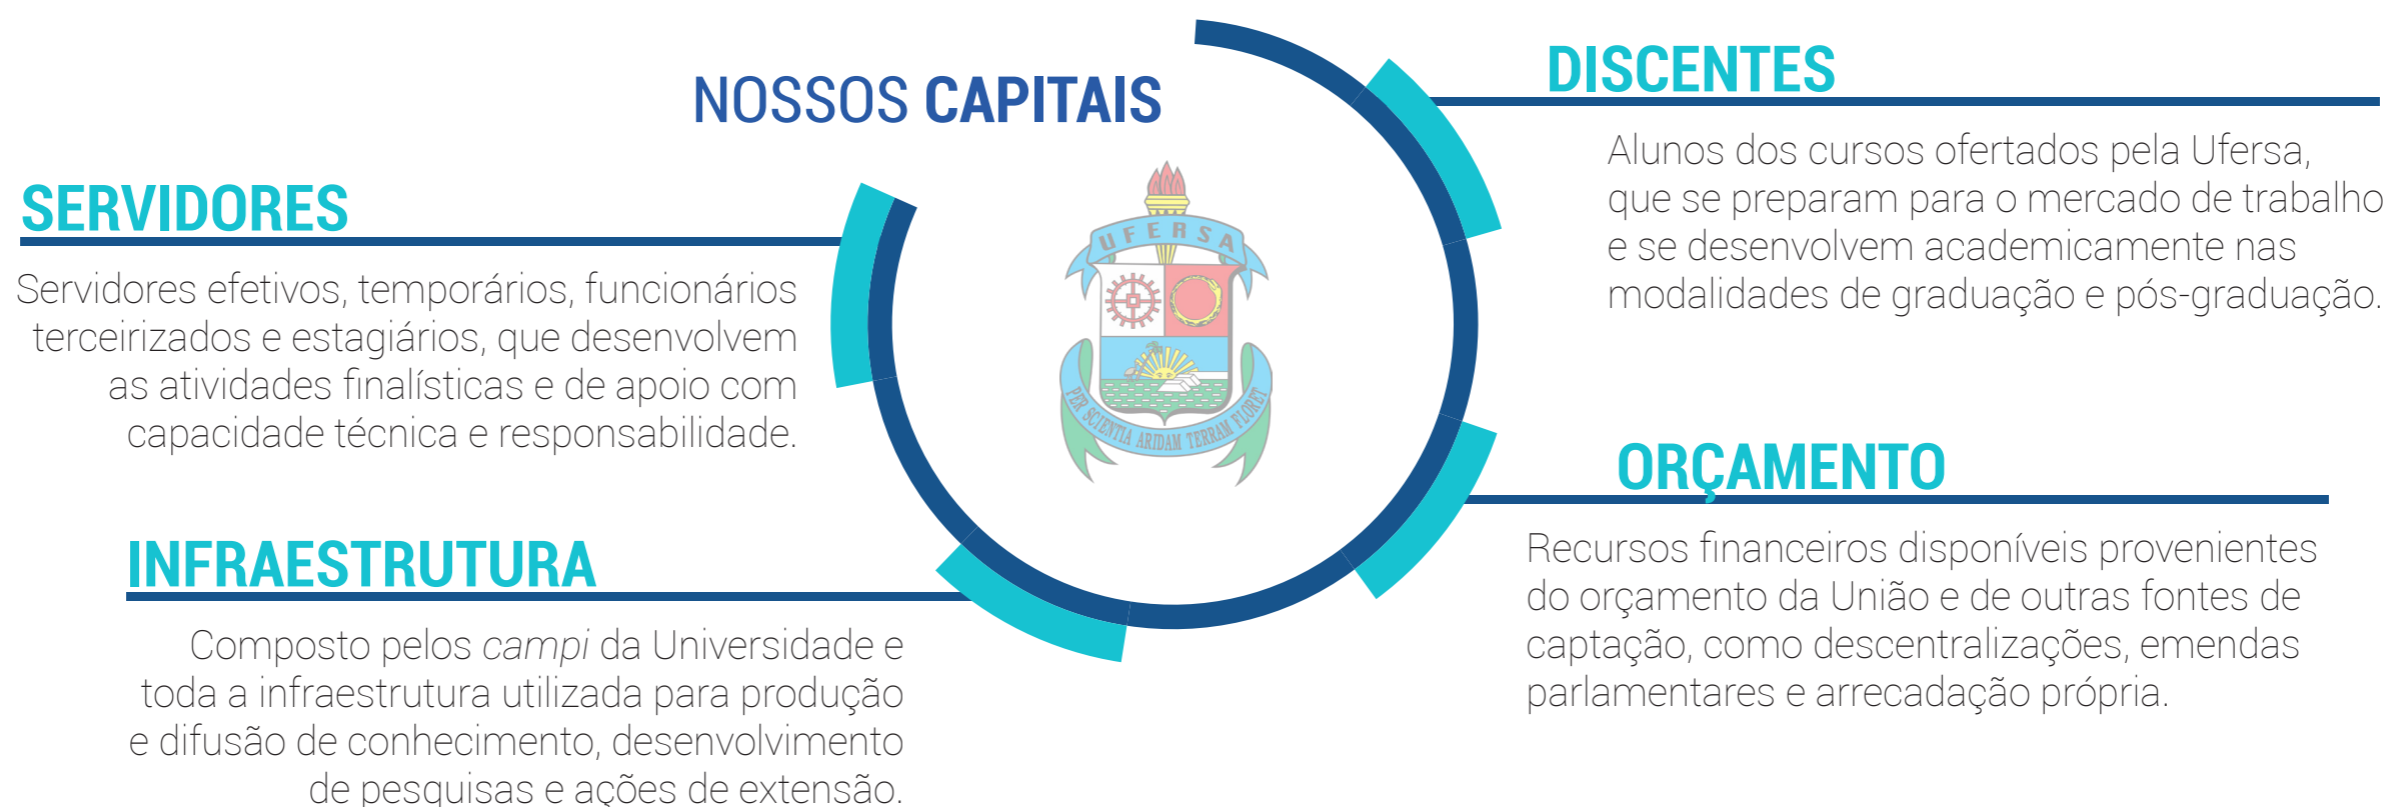 NOSSOS CAPITAIS
SERVIDORES
Servidores efetivos, temporários, funcionários
terceirizados e estagiários, que desenvolvem
as atividades finalísticas e de apoio com
capacidade técnica e responsabilidade.
INFRAESTRUTURA
Composto pelos campi da Universidade e
toda a infraestrutura utilizada para produção
e difusão de conhecimento, desenvolvimento
de pesquisas e ações de extensão.
UFERSA
PER SCIENTIA ARIDAM TERRAM FLORET
DISCENTES
Alunos dos cursos ofertados pela Ufersa,
que se preparam para o mercado de trabalho
e se desenvolvem academicamente nas
modalidades de graduação e pós-graduação.
ORÇAMENTO
Recursos financeiros disponíveis provenientes
do orçamento da União e de outras fontes de
captação, como descentralizações, emendas
parlamentares e arrecadação própria.